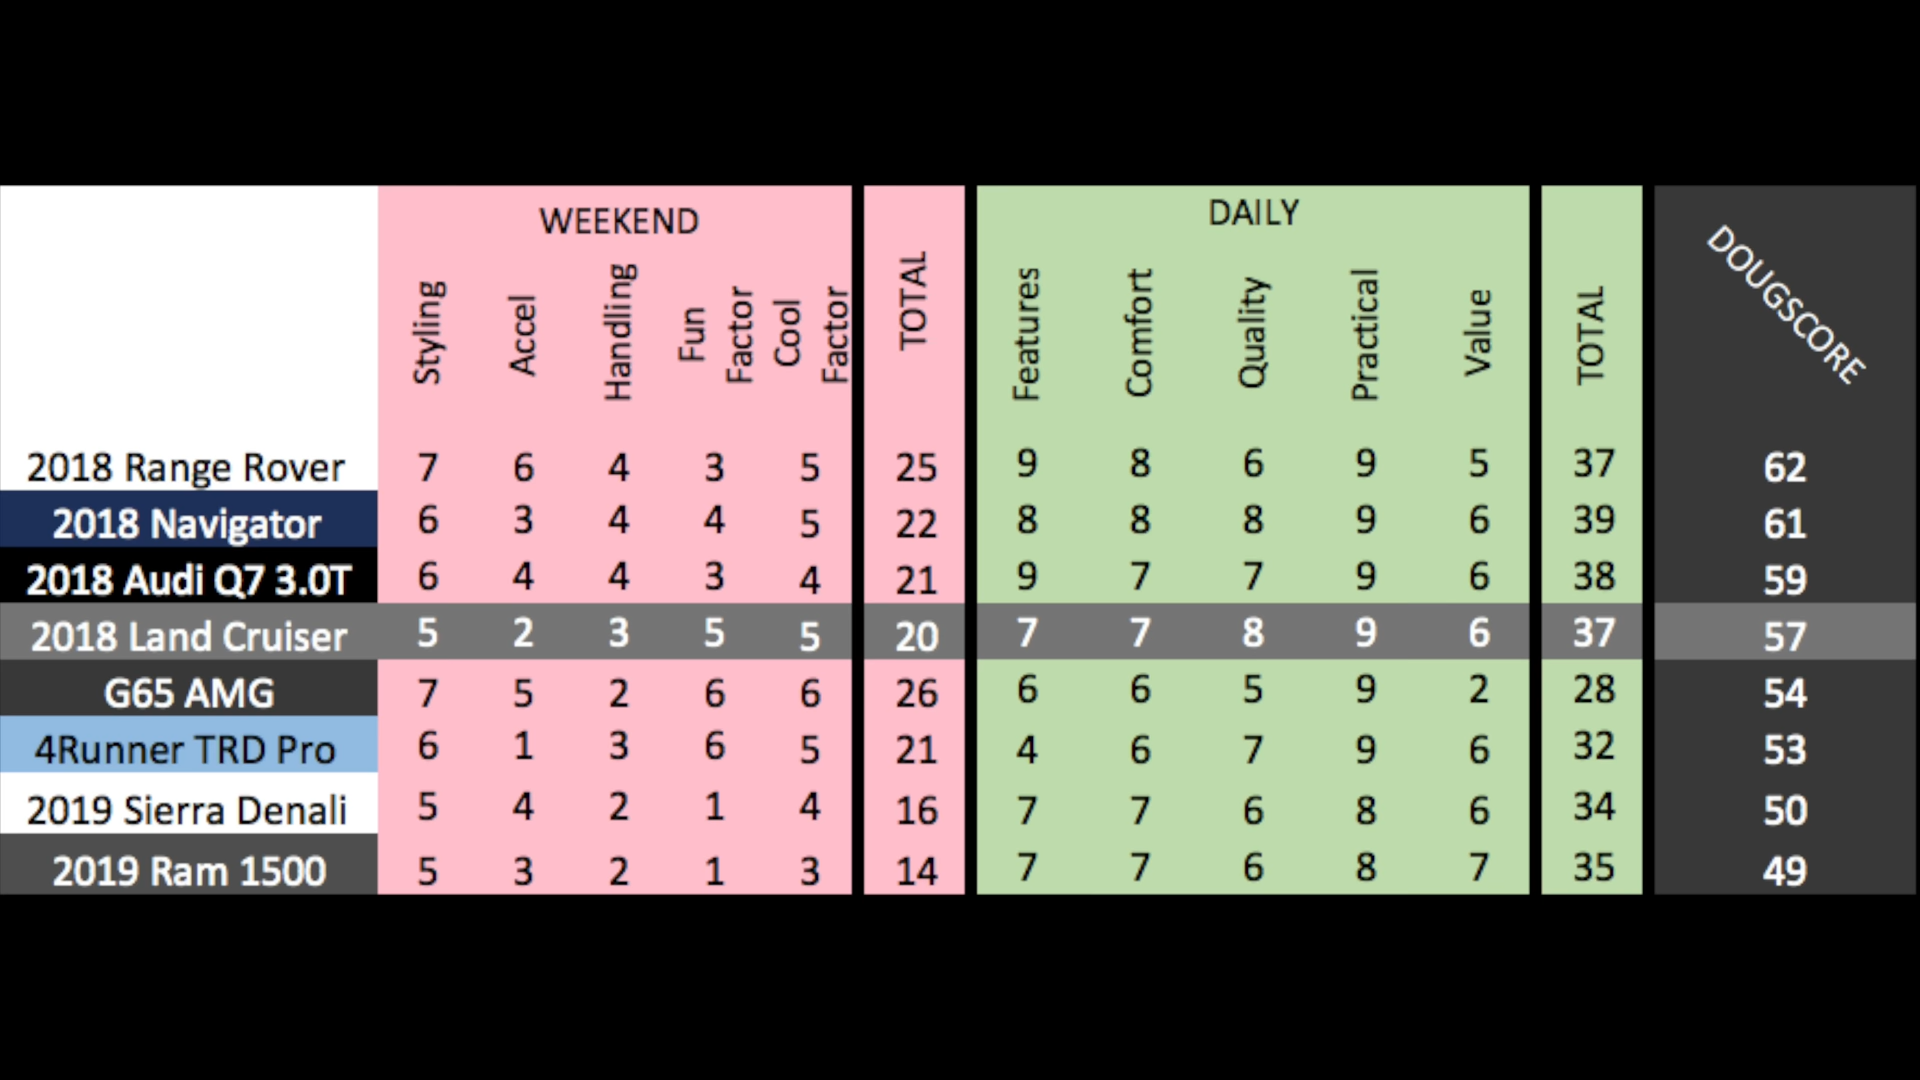 WEEKEND DAILY
Styling Accel Handling Fun Factor Cool Factor TOTAL Features Comfort Quality Practical Value TOTAL DOUGSCORE
2018 Range Rover 7 6 4 3 5 25 9 8 6 9 5 37 62
2018 Navigator 6 3 4 4 5 22 8 8 8 9 6 39 61
2018 Audi Q7 3.0T 6 4 4 3 4 21 9 7 7 9 6 38 59
2018 Land Cruiser 5 2 3 5 5 20 7 7 8 9 6 37 57
G65 AMG 7 5 2 6 6 26 6 6 5 9 2 28 54
4Runner TRD Pro 6 1 3 6 5 21 4 6 7 9 6 32 53
2019 Sierra Denali 5 4 2 1 4 16 7 7 6 8 6 34 50
2019 Ram 1500 5 3 2 1 3 14 7 7 6 8 7 35 49